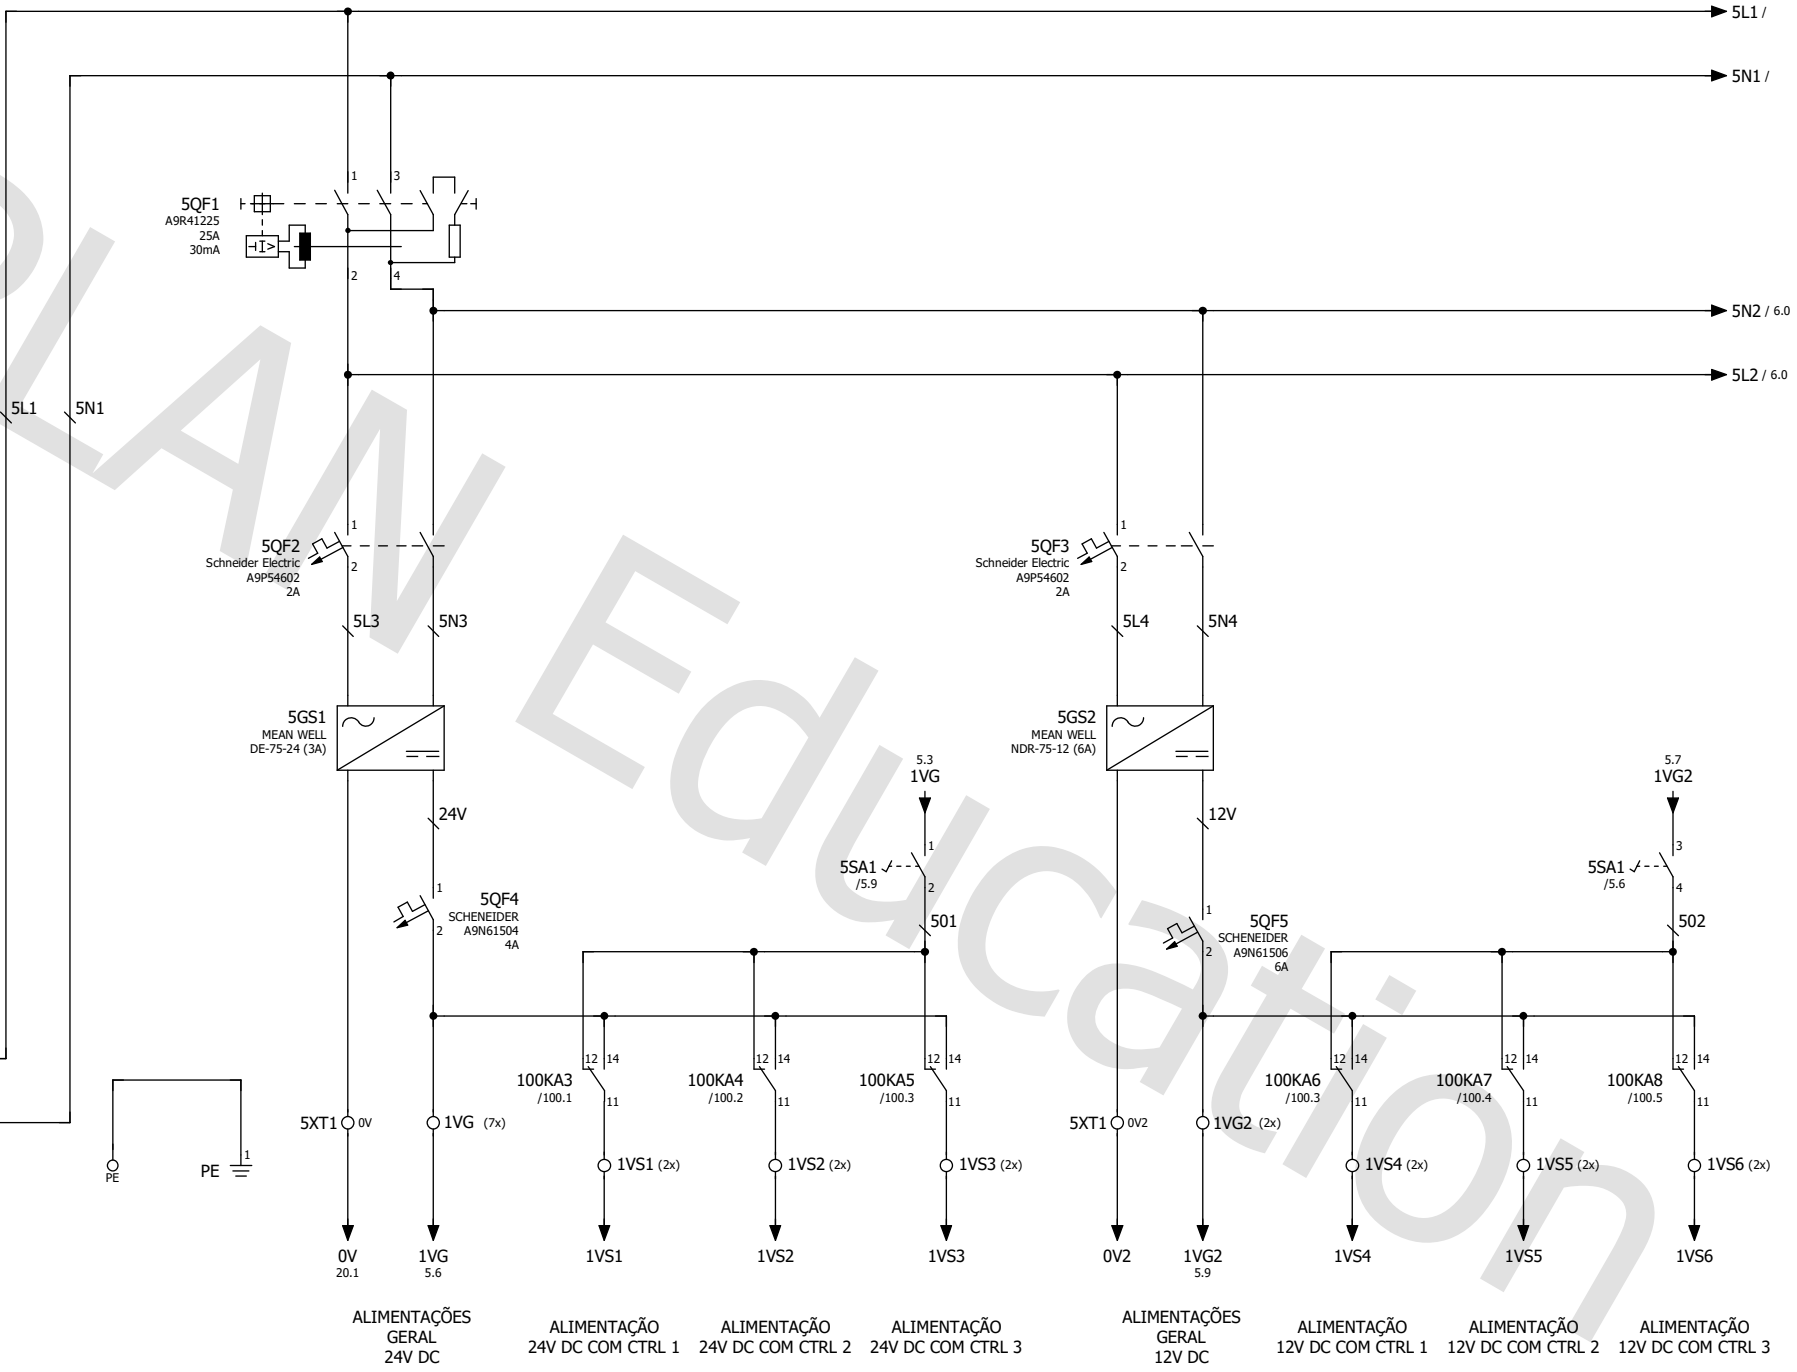 5L1 /
5N1 /
1
3
5QF1
A9R41225
25A
30mA
I>
2
4
5N2 / 6.0
5L2 / 6.0
5L1
5N1
1
5QF2
Schneider Electric
A9P54602
2A
2
1
5QF3
Schneider Electric
A9P54602
2A
2
5L3
5N3
5L4
5N4
5GS1
MEAN WELL
DE-75-24 (3A)
5GS2
MEAN WELL
NDR-75-12 (6A)
5.3
1VG
5.7
1VG2
24V
12V
1
5SA1
/5.9
2
3
5SA1
/5.6
4
1
5QF4
SCHENEIDER
A9N61504
4A
2
501
1
5QF5
SCHENEIDER
A9N61506
6A
2
502
12 14
100KA3
/100.1
11
12 14
100KA4
/100.2
11
12 14
100KA5
/100.3
11
12 14
100KA6
/100.3
11
12 14
100KA7
/100.4
11
12 14
100KA8
/100.5
11
5XT1 0V
1VG (7x)
5XT1 0V2
1VG2 (2x)
PE
PE
1
1VS1 (2x)
1VS2 (2x)
1VS3 (2x)
1VS4 (2x)
1VS5 (2x)
1VS6 (2x)
0V
20.1
1VG
5.6
1VS1
1VS2
1VS3
0V2
1VG2
5.9
1VS4
1VS5
1VS6
ALIMENTAÇÕES
GERAL
24V DC
ALIMENTAÇÃO
24V DC COM CTRL 1
ALIMENTAÇÃO
24V DC COM CTRL 2
ALIMENTAÇÃO
24V DC COM CTRL 3
ALIMENTAÇÕES
GERAL
12V DC
ALIMENTAÇÃO
12V DC COM CTRL 1
ALIMENTAÇÃO
12V DC COM CTRL 2
ALIMENTAÇÃO
12V DC COM CTRL 3
PLAN Education